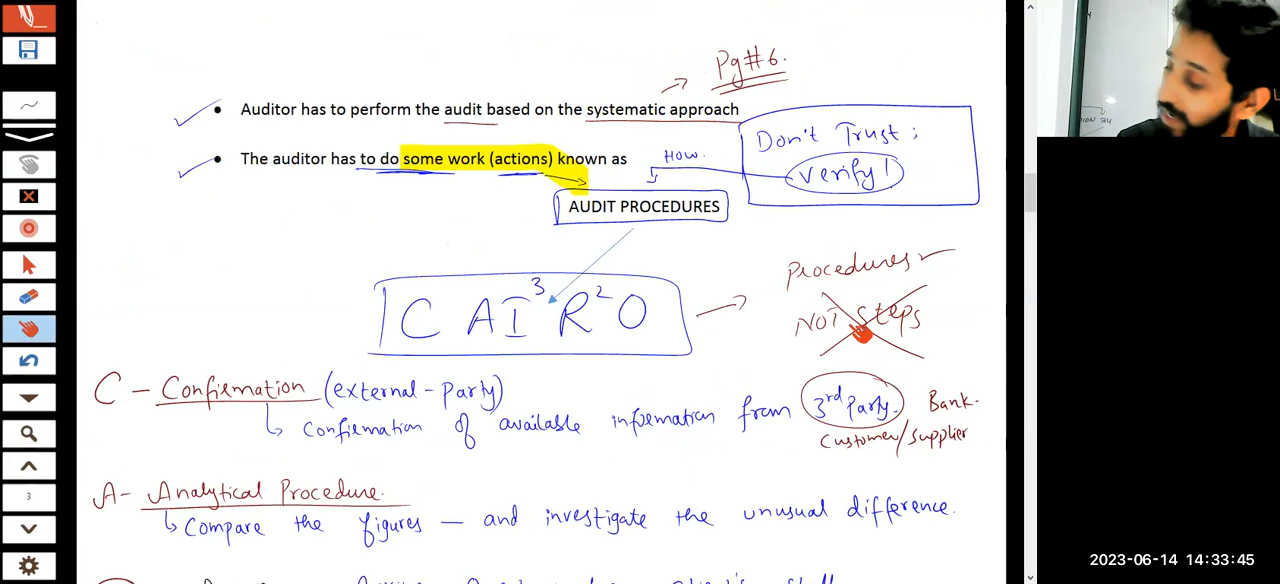 Pg# 6.
• Auditor has to perform the audit based on the systematic approach
Don't Trust ;
verify!
• The auditor has to do some work (actions) known as
How.
AUDIT PROCEDURES
C A I³ R² O
Procedures
NOT Steps
C - Confirmation (external-Party)
Confirmation of available information from 3rd Party. Bank.
Customer/Supplier
A- Analytical Procedure.
Compare the figures — and investigate the unusual difference.
3
2023-06-14 14:33:45